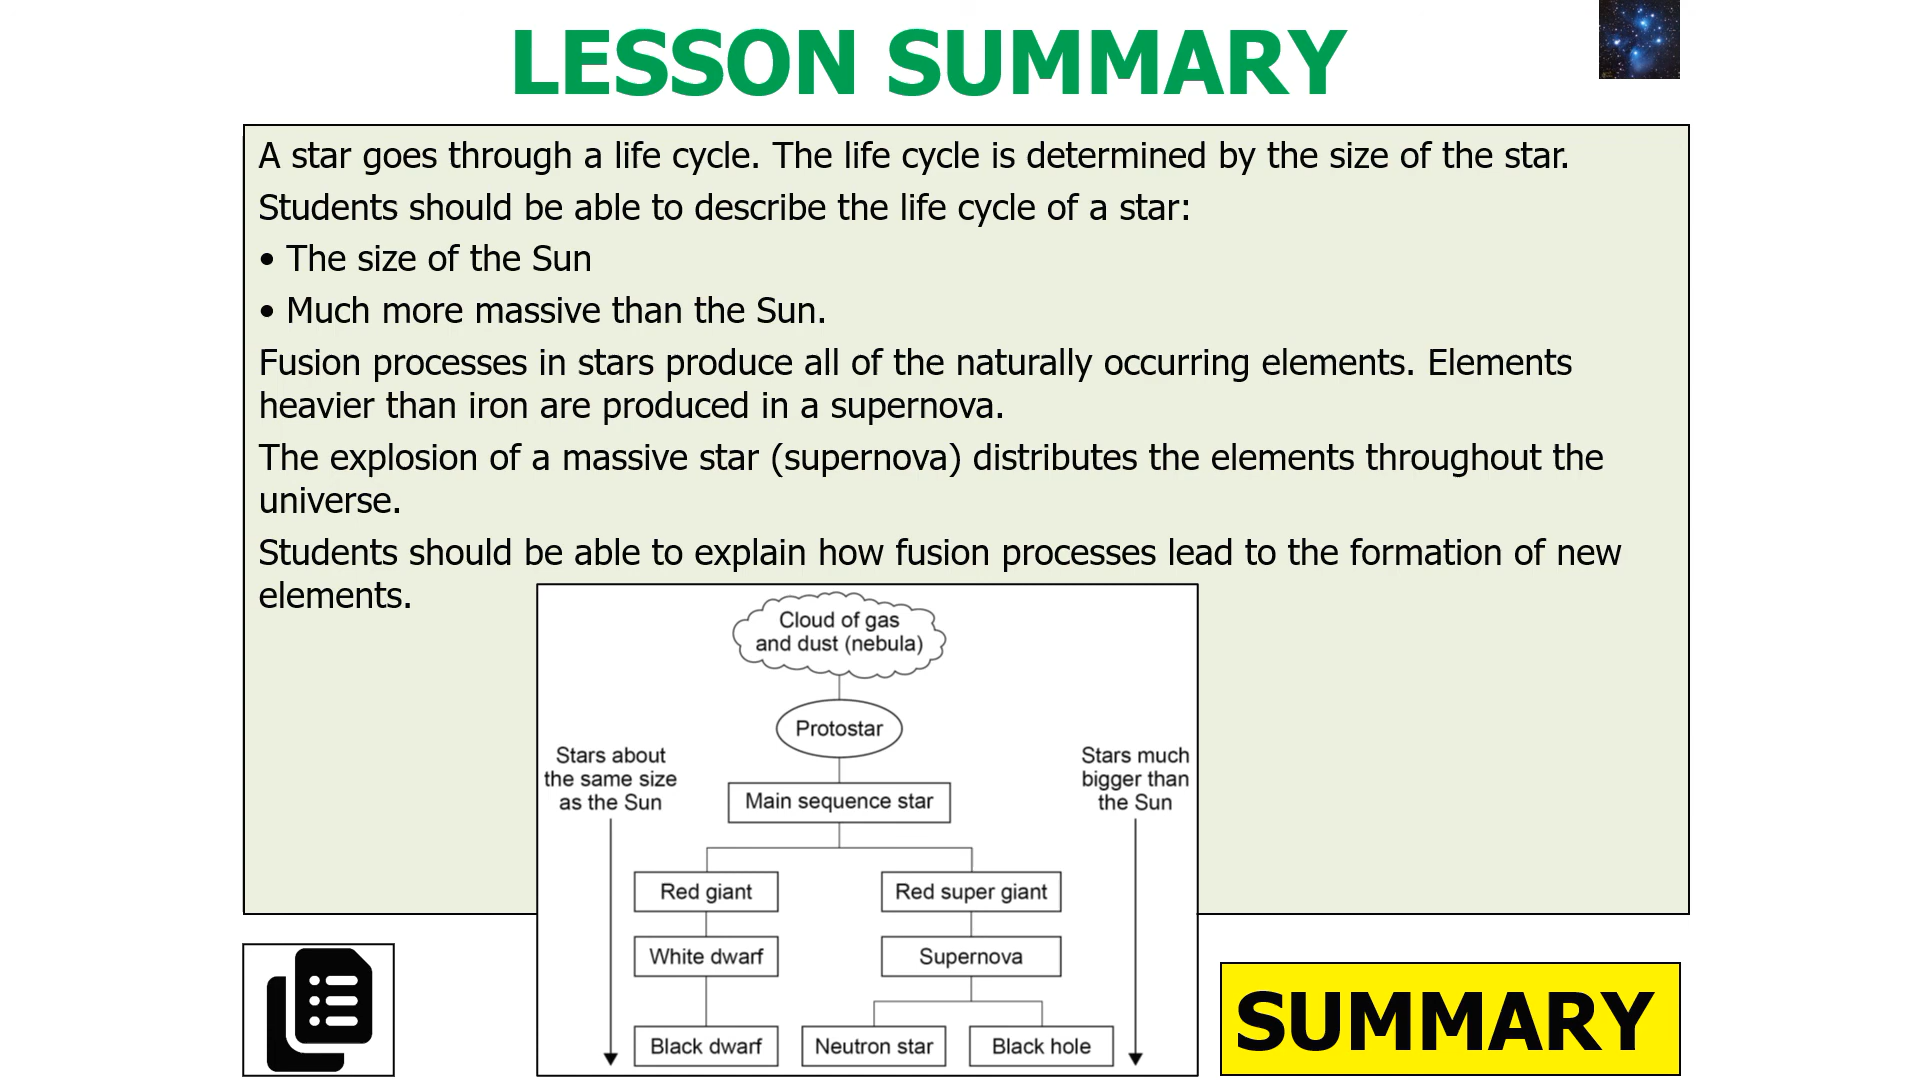 LESSON SUMMARY
A star goes through a life cycle. The life cycle is determined by the size of the star.
Students should be able to describe the life cycle of a star:
• The size of the Sun
• Much more massive than the Sun.
Fusion processes in stars produce all of the naturally occurring elements. Elements
heavier than iron are produced in a supernova.
The explosion of a massive star (supernova) distributes the elements throughout the
universe.
Students should be able to explain how fusion processes lead to the formation of new
elements.
Cloud of gas
and dust (nebula)
Protostar
Stars about
the same size
as the Sun
Stars much
bigger than
the Sun
Main sequence star
Red giant
Red super giant
White dwarf
Supernova
Black dwarf
Neutron star
Black hole
SUMMARY